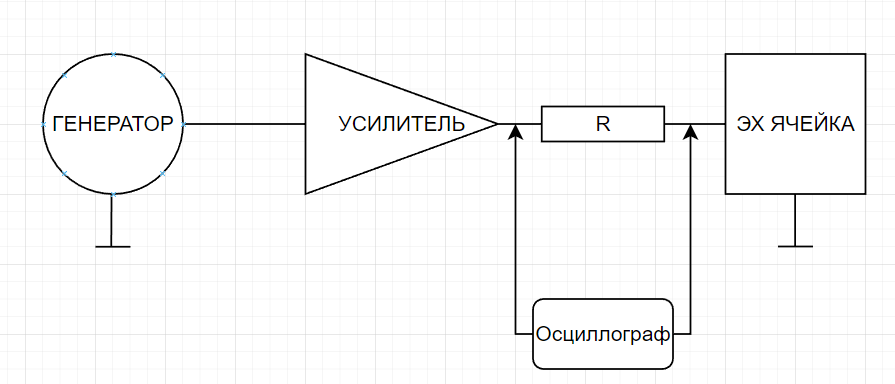 ГЕНЕРАТОР
УСИЛИТЕЛЬ
R
ЭХ ЯЧЕЙКА
Осциллограф